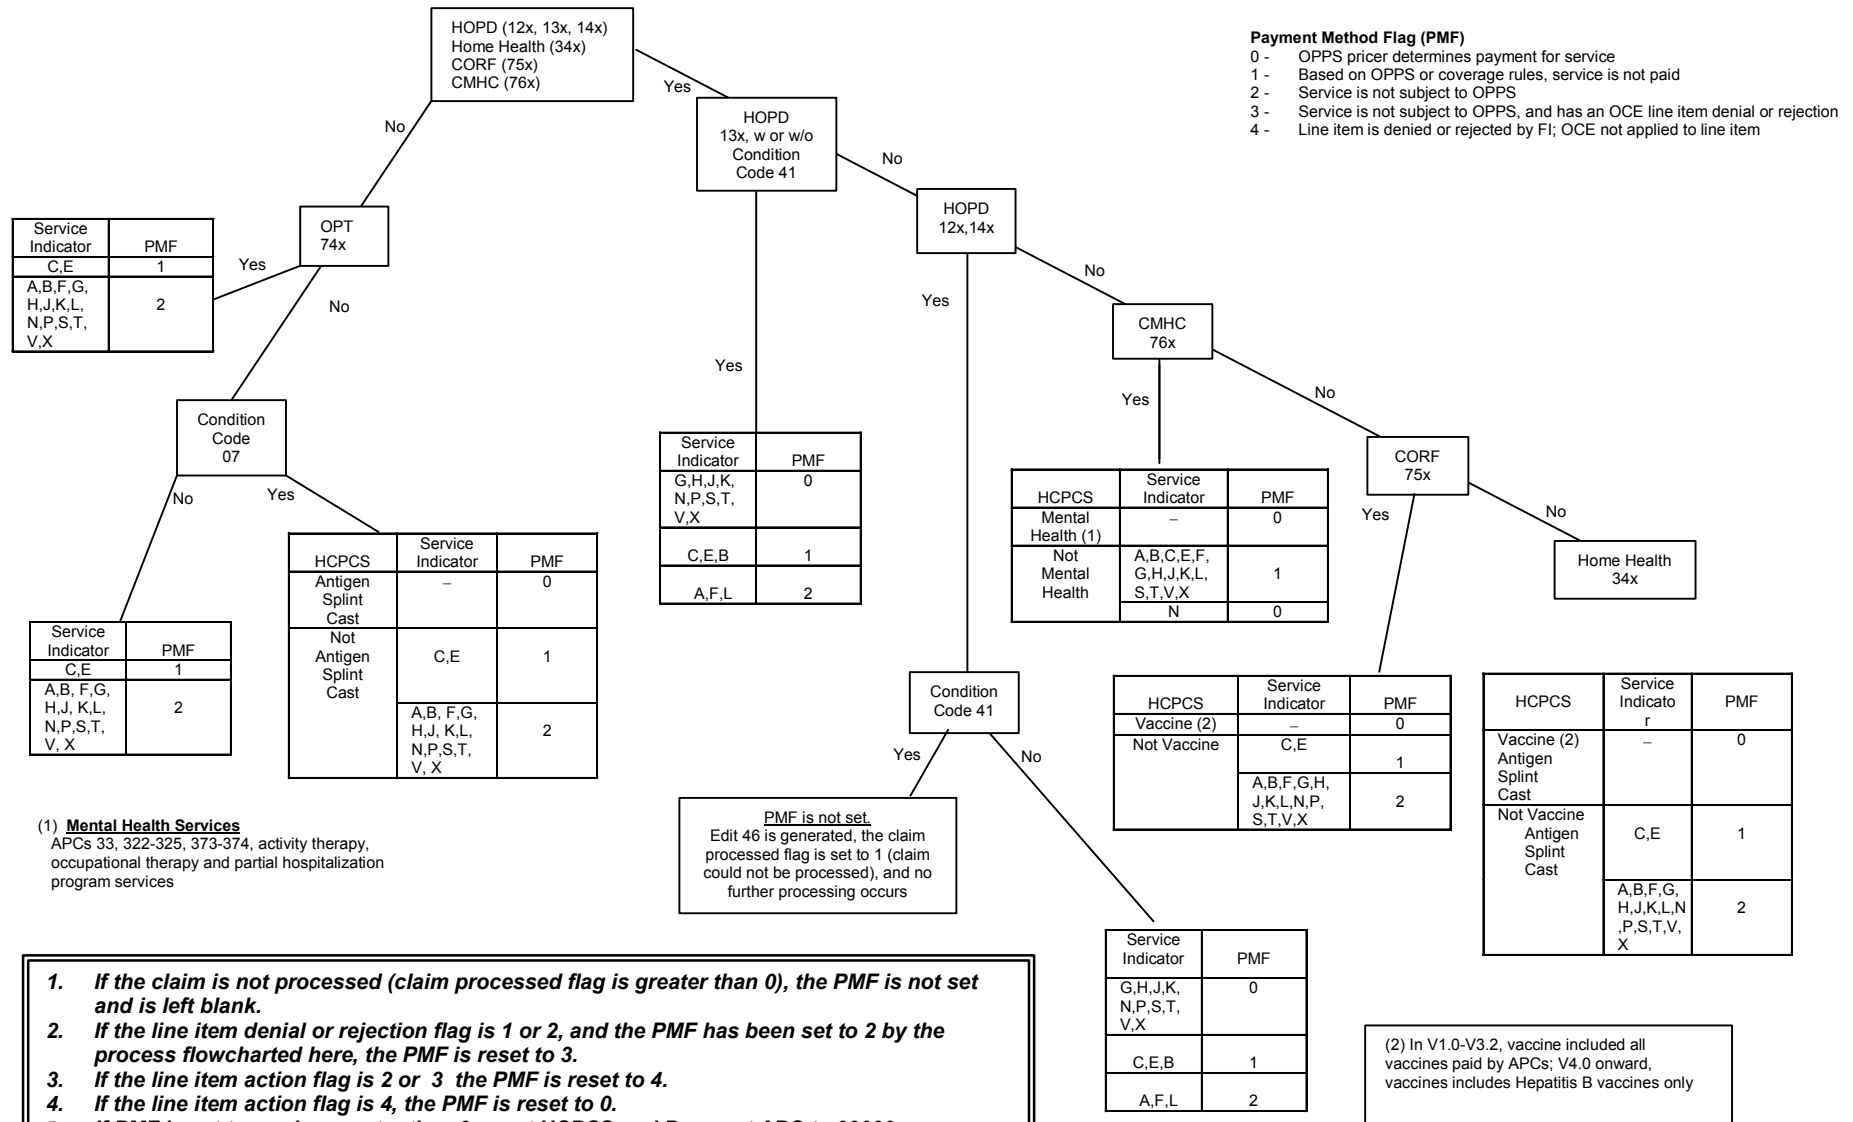 HOPD (12x, 13x, 14x)
Home Health (34x)
CORF (75x)
CMHC (76x)
Payment Method Flag (PMF)
0 - OPPS pricer determines payment for service
1 - Based on OPPS or coverage rules, service is not paid
2 - Service is not subject to OPPS
3 - Service is not subject to OPPS, and has an OCE line item denial or rejection
4 - Line item is denied or rejected by FI; OCE not applied to line item
Yes
No
HOPD
13x, w or w/o
Condition
Code 41
No
HOPD
12x,14x
OPT
74x
Service
Indicator PMF
C,E 1
A,B,F,G,
H,J,K,L,
N,P,S,T,
V,X
2
Yes
No
No
Yes
CMHC
76x
Yes
No
Yes
Condition
Code
07
No
Yes
Service
Indicator PMF
G,H,J,K,
N,P,S,T,
V,X
0
C,E,B 1
A,F,L 2
CORF
75x
Yes
No
Home Health
34x
HCPCS Service
Indicator PMF
Mental
Health (1)
– 0
Not
Mental
Health
A,B,C,E,F,
G,H,J,K,L,
S,T,V,X
1
N 0
HCPCS Service
Indicator PMF
Antigen
Splint
Cast
– 0
Not
Antigen
Splint
Cast
C,E 1
A,B, F,G,
H,J, K,L,
N,P,S,T,
V, X
2
Service
Indicator PMF
C,E 1
A,B, F,G,
H,J, K,L,
N,P,S,T,
V, X
2
Condition
Code 41
Yes
No
HCPCS Service
Indicator PMF
Vaccine (2) – 0
Not Vaccine C,E
1
A,B,F,G,H,
J,K,L,N,P,
S,T,V,X
2
HCPCS Service
Indicato
r
PMF
Vaccine (2)
Antigen
Splint
Cast
– 0
Not Vaccine
Antigen
Splint
Cast
C,E 1
A,B,F,G,
H,J,K,L,N
,P,S,T,V,
X
2
PMF is not set.
Edit 46 is generated, the claim
processed flag is set to 1 (claim
could not be processed), and no
further processing occurs
(1) Mental Health Services
APCs 33, 322-325, 373-374, activity therapy,
occupational therapy and partial hospitalization
program services
Service
Indicator PMF
G,H,J,K,
N,P,S,T,
V,X
0
C,E,B 1
A,F,L 2
1. If the claim is not processed (claim processed flag is greater than 0), the PMF is not set
and is left blank.
2. If the line item denial or rejection flag is 1 or 2, and the PMF has been set to 2 by the
process flowcharted here, the PMF is reset to 3.
3. If the line item action flag is 2 or 3 the PMF is reset to 4.
4. If the line item action flag is 4, the PMF is reset to 0.
(2) In V1.0-V3.2, vaccine included all
vaccines paid by APCs; V4.0 onward,
vaccines includes Hepatitis B vaccines only